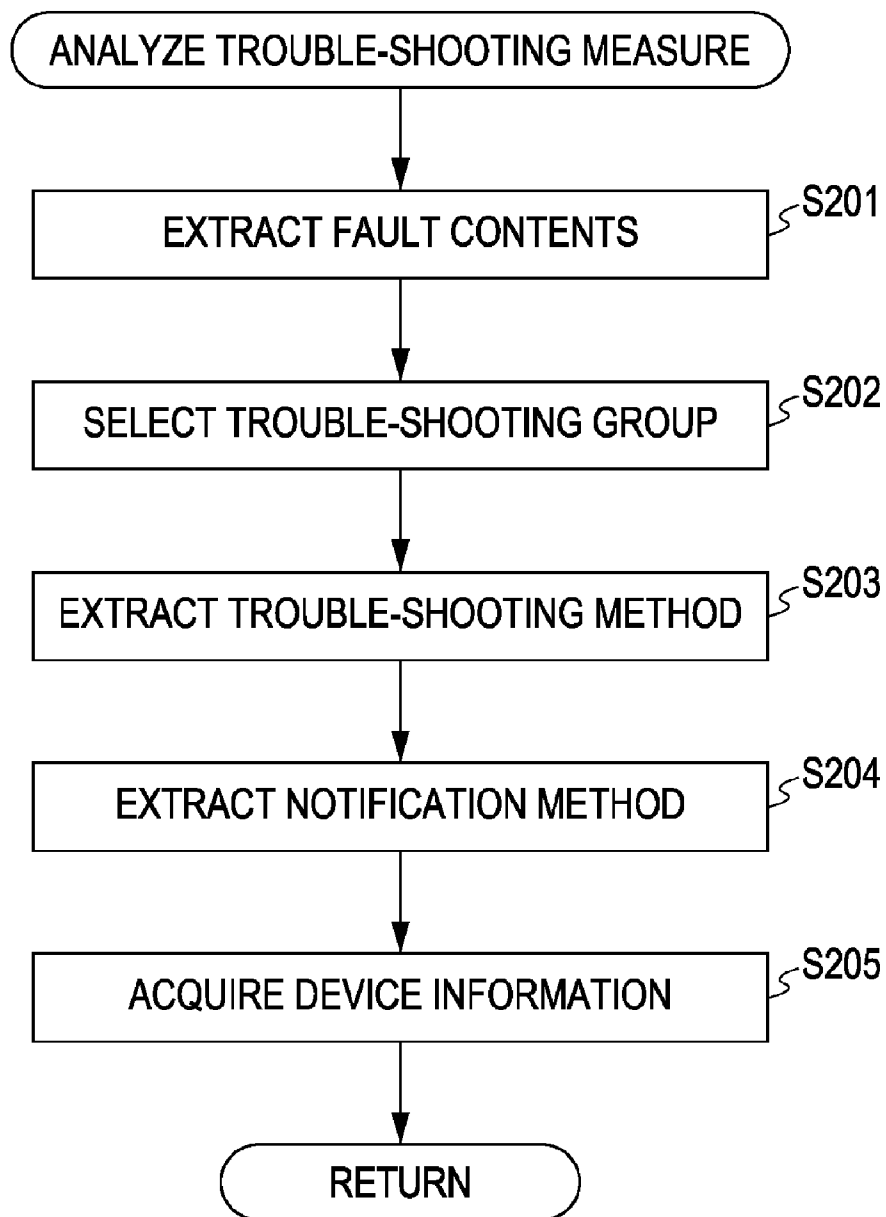 ANALYZE TROUBLE-SHOOTING MEASURE
EXTRACT FAULT CONTENTS
S201
SELECT TROUBLE-SHOOTING GROUP
S202
EXTRACT TROUBLE-SHOOTING METHOD
S203
EXTRACT NOTIFICATION METHOD
S204
ACQUIRE DEVICE INFORMATION
S205
RETURN